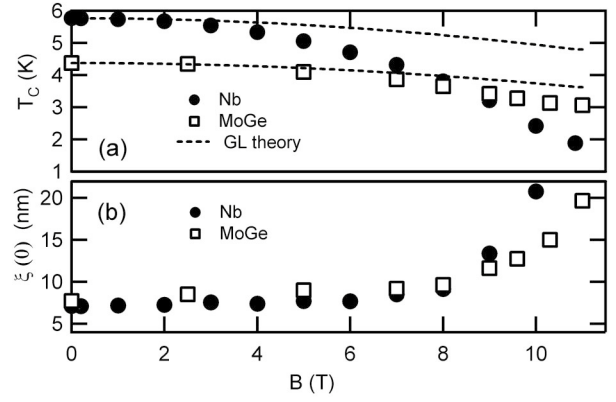 6
5
4
3
2
1
T_C (K)
Nb
MoGe
GL theory
(a)
20
15
10
5
ξ(0) (nm)
(b)
Nb
MoGe
0 2 4 6 8 10
B (T)